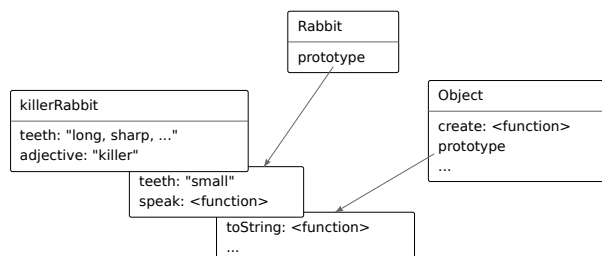 Rabbit
prototype
killerRabbit
teeth: "long, sharp, ..."
adjective: "killer"
Object
create: <function>
prototype
...
teeth: "small"
speak: <function>
toString: <function>
...